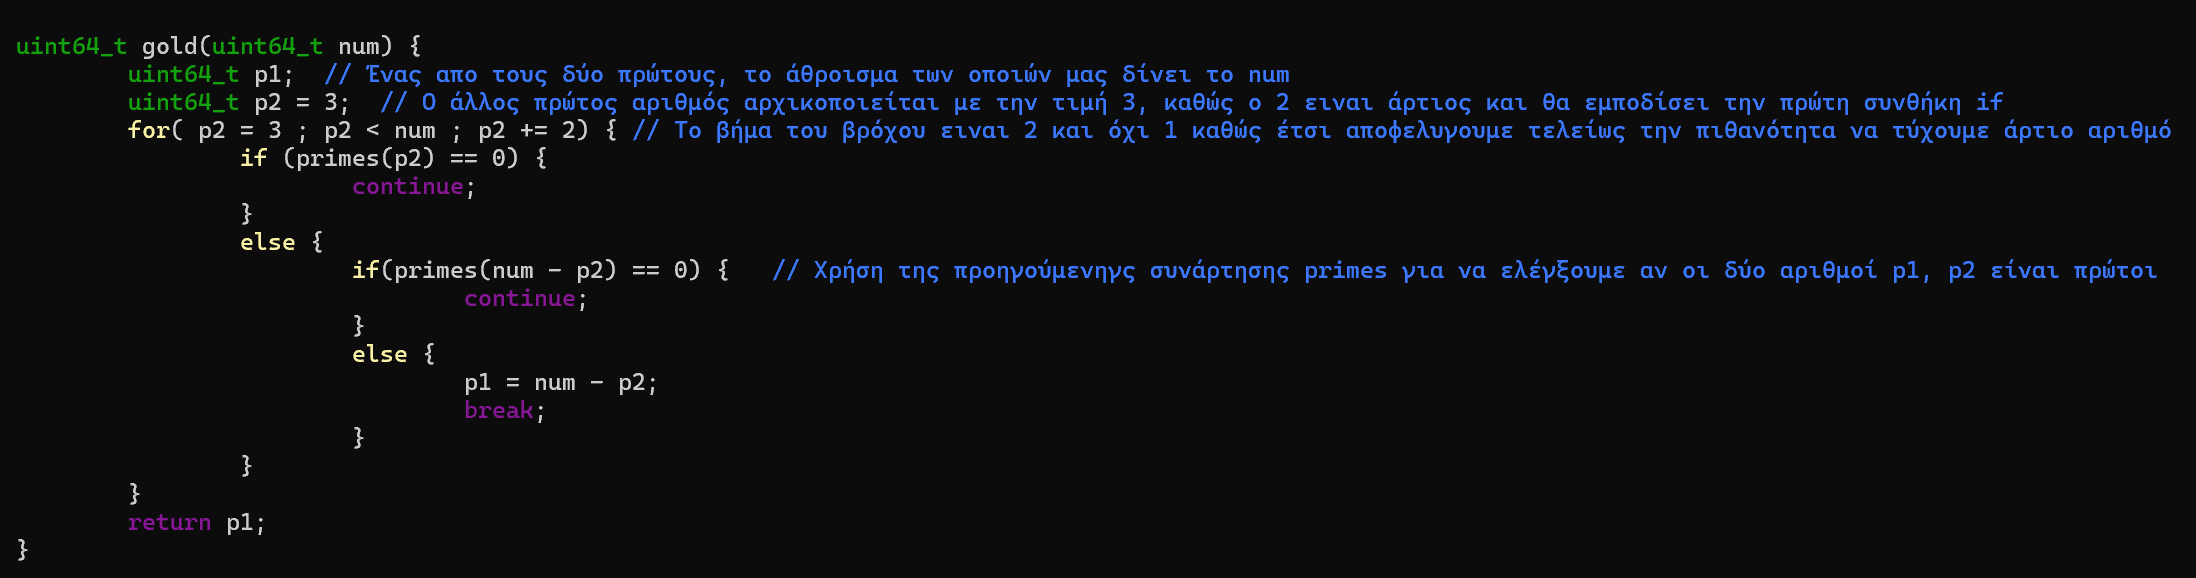 uint64_t gold(uint64_t num) {
uint64_t p1;  // Ένας απο τους δύο πρώτους, το άθροισμα των οποιών μας δίνει το num
uint64_t p2 = 3;  // Ο άλλος πρώτος αριθμός αρχικοποιείται με την τιμή 3, καθώς ο 2 ειναι άρτιος και θα εμποδίσει την πρώτη συνθήκη if
for( p2 = 3 ; p2 < num ; p2 += 2) { // Το βήμα του βρόχου ειναι 2 και όχι 1 καθώς έτσι αποφελυγουμε τελείως την πιθανότητα να τύχουμε άρτιο αριθμό
if (primes(p2) == 0) {
continue;
}
else {
if(primes(num - p2) == 0) {   // Χρήση της προηγούμενηγς συνάρτησης primes για να ελέγξουμε αν οι δύο αριθμοί p1, p2 είναι πρώτοι
continue;
}
else {
p1 = num - p2;
break;
}
}
}
return p1;
}